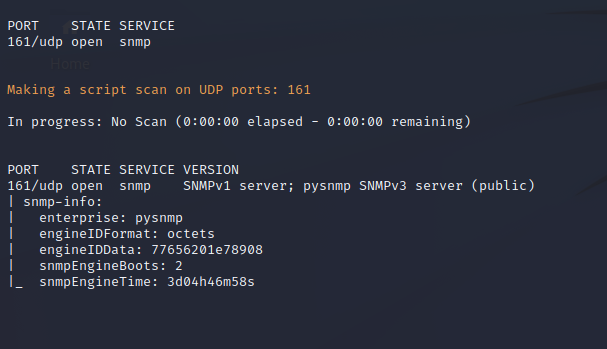 PORT    STATE SERVICE
161/udp open  snmp
Home
Making a script scan on UDP ports: 161
In progress: No Scan (0:00:00 elapsed - 0:00:00 remaining)
PORT    STATE SERVICE VERSION
161/udp open  snmp    SNMPv1 server; pysnmp SNMPv3 server (public)
| snmp-info:
|   enterprise: pysnmp
|   engineIDFormat: octets
|   engineIDData: 77656201e78908
|   snmpEngineBoots: 2
|_  snmpEngineTime: 3d04h46m58s